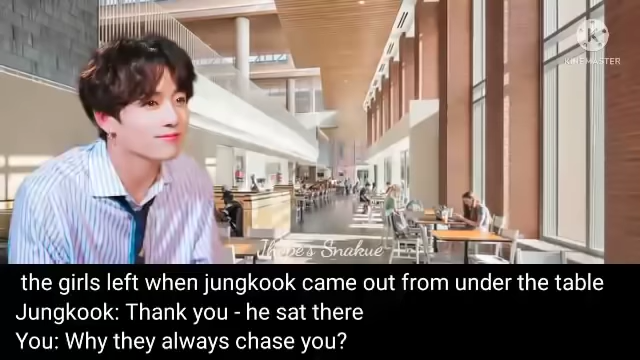 KINEMASTER
Snakue
the girls left when jungkook came out from under the table
Jungkook: Thank you - he sat there
You: Why they always chase you?